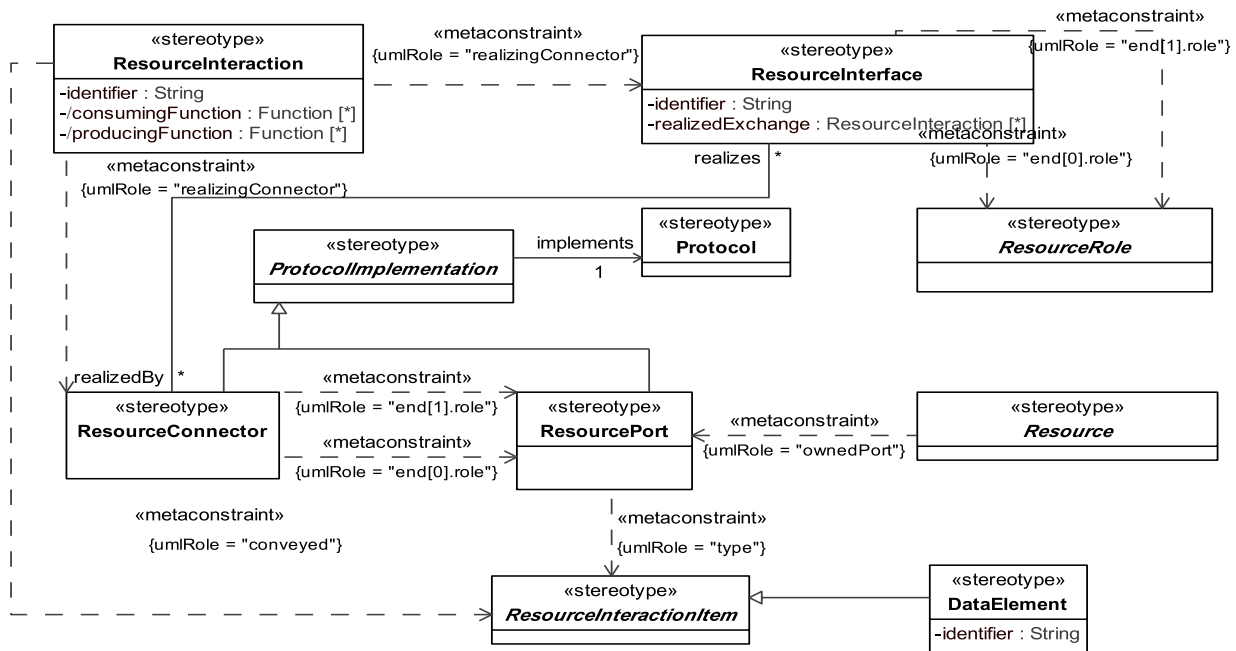 «metaconstraint»
{umlRole = "end[1].role"}
«stereotype»
ResourceInteraction
-identifier : String
-/consumingFunction : Function [*]
-/producingFunction : Function [*]
«metaconstraint»
{umlRole = "realizingConnector"}
«stereotype»
ResourceInterface
-identifier : String
-realizedExchange : ResourceInteraction [*]
«metaconstraint»
{umlRole = "end[0].role"}
«metaconstraint»
{umlRole = "realizingConnector"}
realizes
*
«stereotype»
ProtocolImplementation
implements
1
«stereotype»
Protocol
«stereotype»
ResourceRole
realizedBy
*
«stereotype»
ResourceConnector
«metaconstraint»
{umlRole = "end[1].role"}
«metaconstraint»
{umlRole = "end[0].role"}
«stereotype»
ResourcePort
«metaconstraint»
{umlRole = "ownedPort"}
«stereotype»
Resource
«metaconstraint»
{umlRole = "conveyed"}
«metaconstraint»
{umlRole = "type"}
«stereotype»
ResourceInteractionItem
«stereotype»
DataElement
-identifier : String